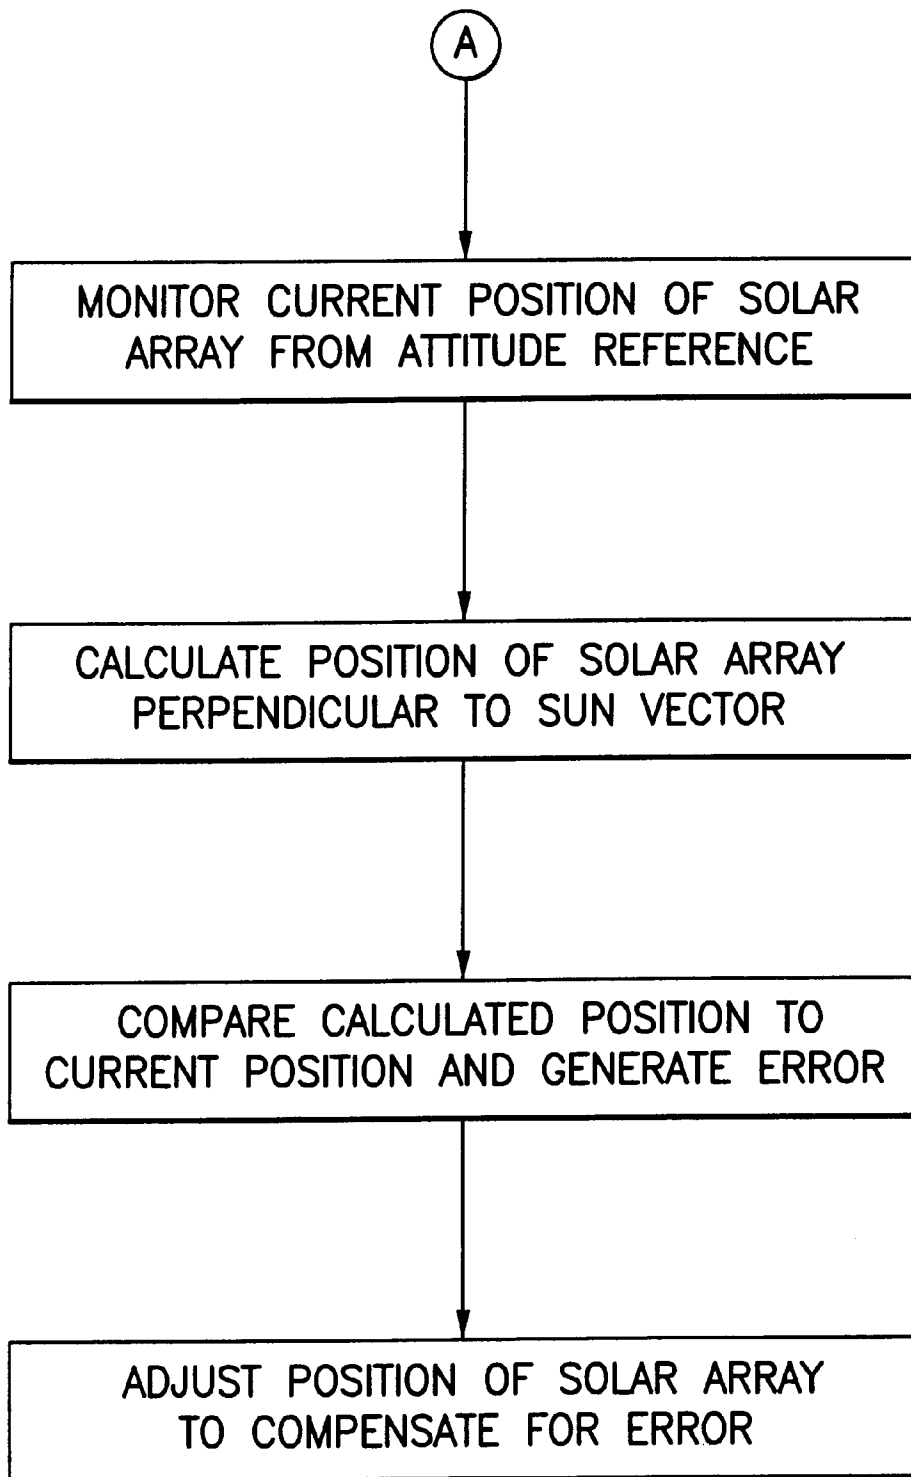 A
MONITOR CURRENT POSITION OF SOLAR
ARRAY FROM ATTITUDE REFERENCE
CALCULATE POSITION OF SOLAR ARRAY
PERPENDICULAR TO SUN VECTOR
COMPARE CALCULATED POSITION TO
CURRENT POSITION AND GENERATE ERROR
ADJUST POSITION OF SOLAR ARRAY
TO COMPENSATE FOR ERROR